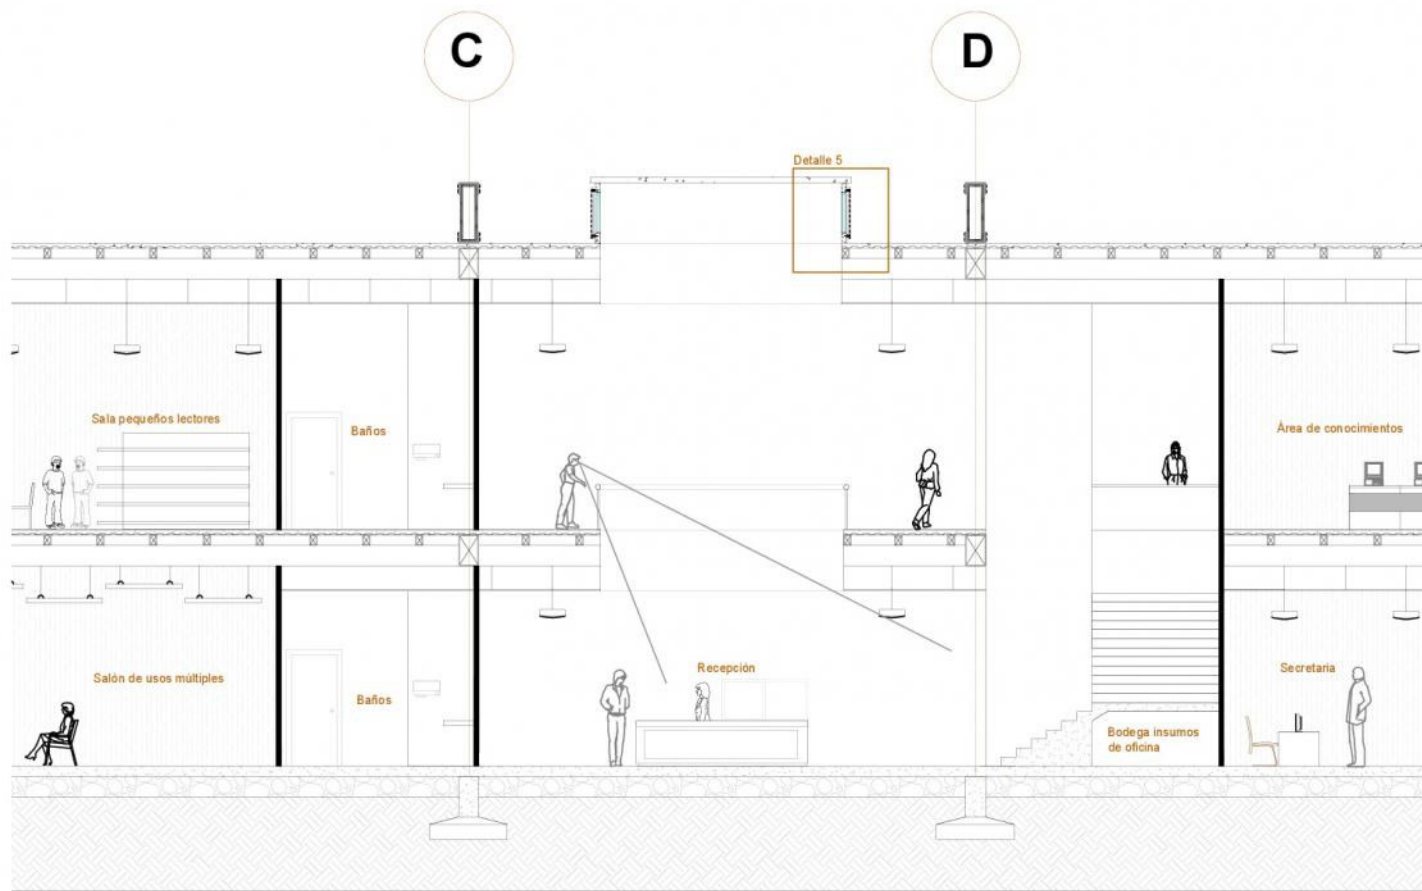 C
D
Detalle 5
Sala pequeños lectores
Baños
Área de conocimientos
Salón de usos múltiples
Baños
Recepción
Secretaria
Bodega insumos
de oficina